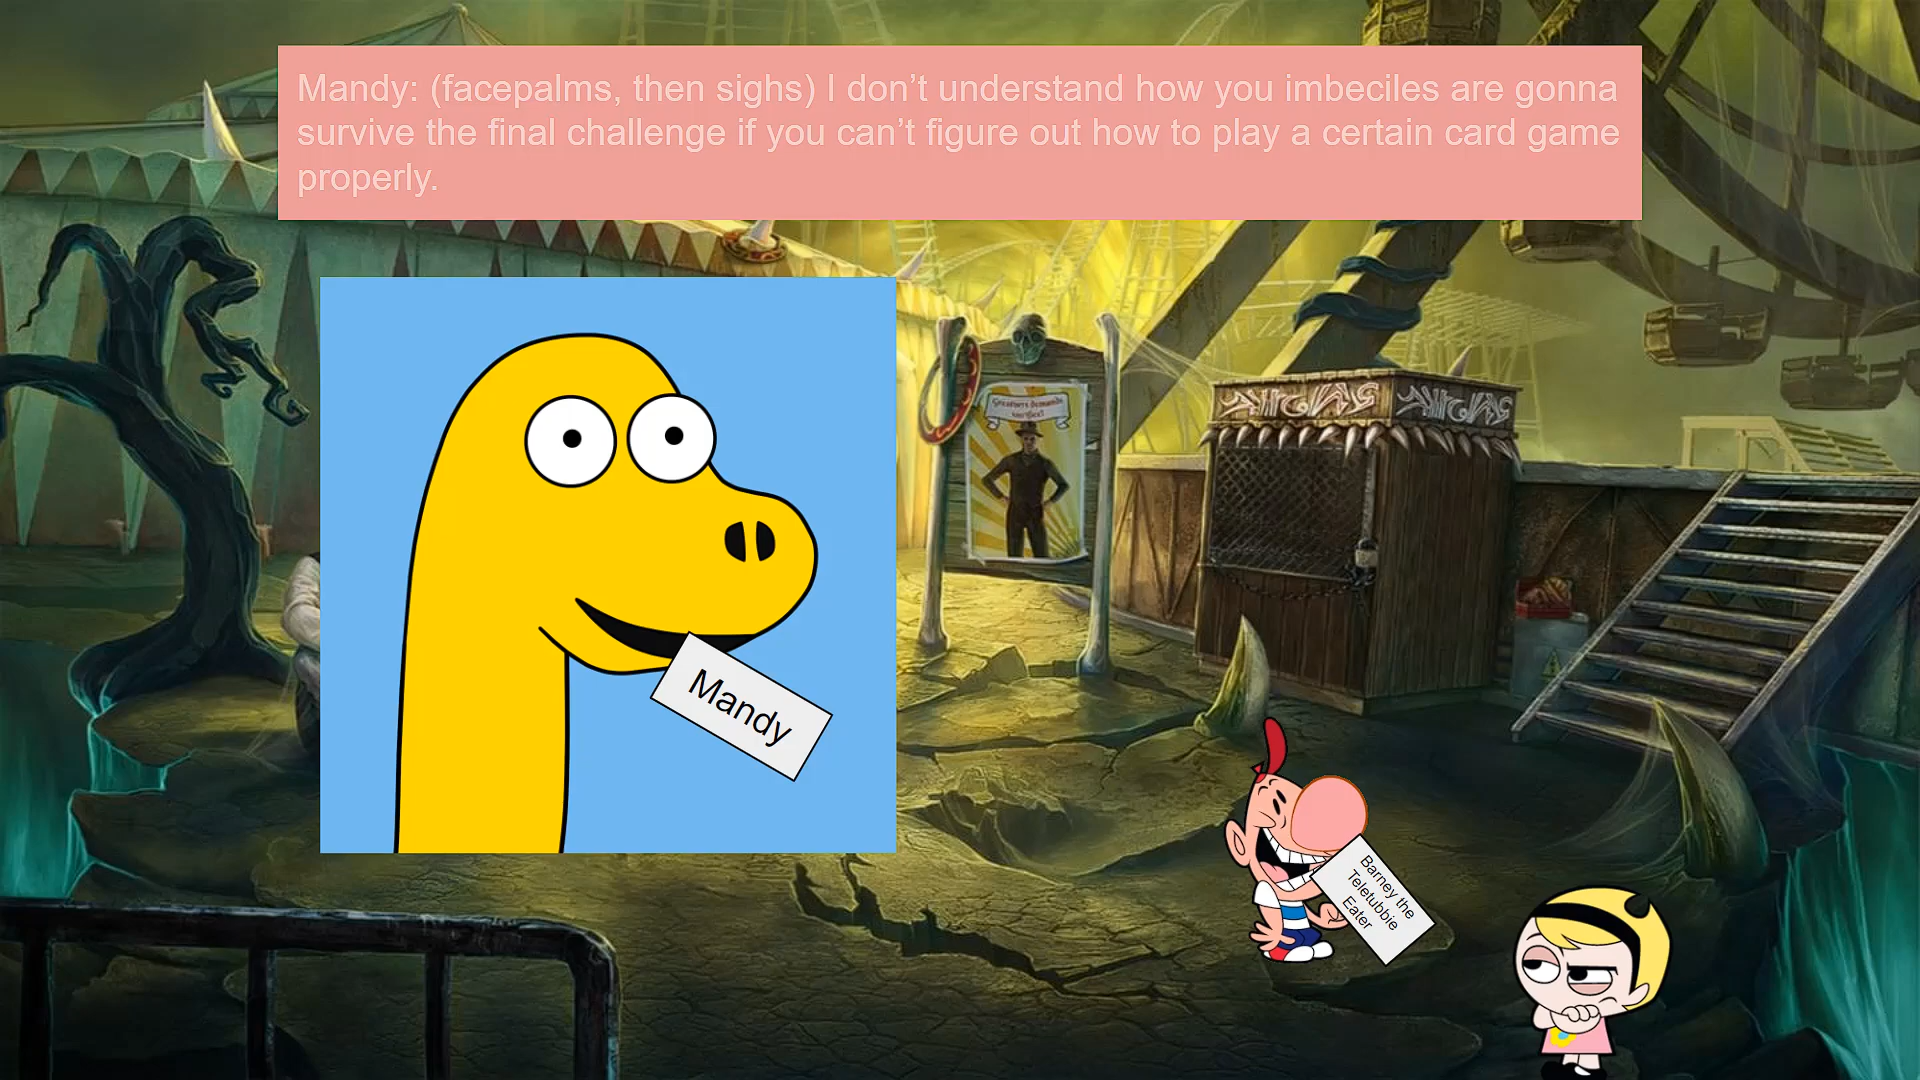 Mandy: (facepalms, then sighs) I don’t understand how you imbeciles are gonna
survive the final challenge if you can’t figure out how to play a certain card game
properly.
Mandy
Barney the
Teletubbie
Eater